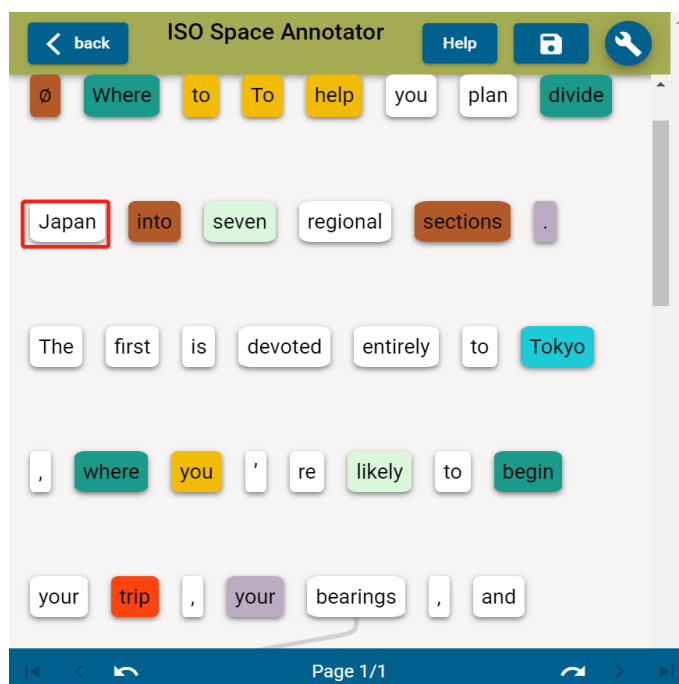 back ISO Space Annotator Help
ø Where to To help you plan divide
Japan into seven regional sections .
The first is devoted entirely to Tokyo
, where you ’ re likely to begin
your trip , your bearings , and
Page 1/1